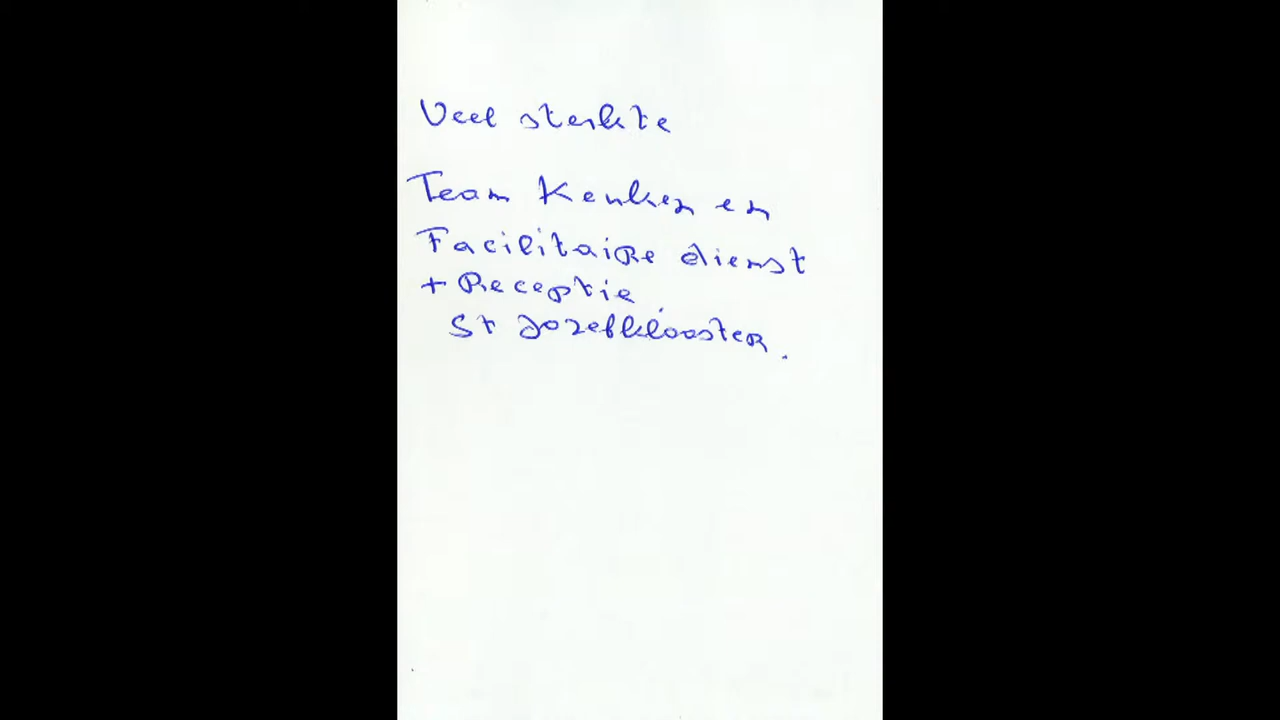 Veel sterkte
Team Keuken en
Facilitaire dienst
+ Receptie
St Jozefklooster.